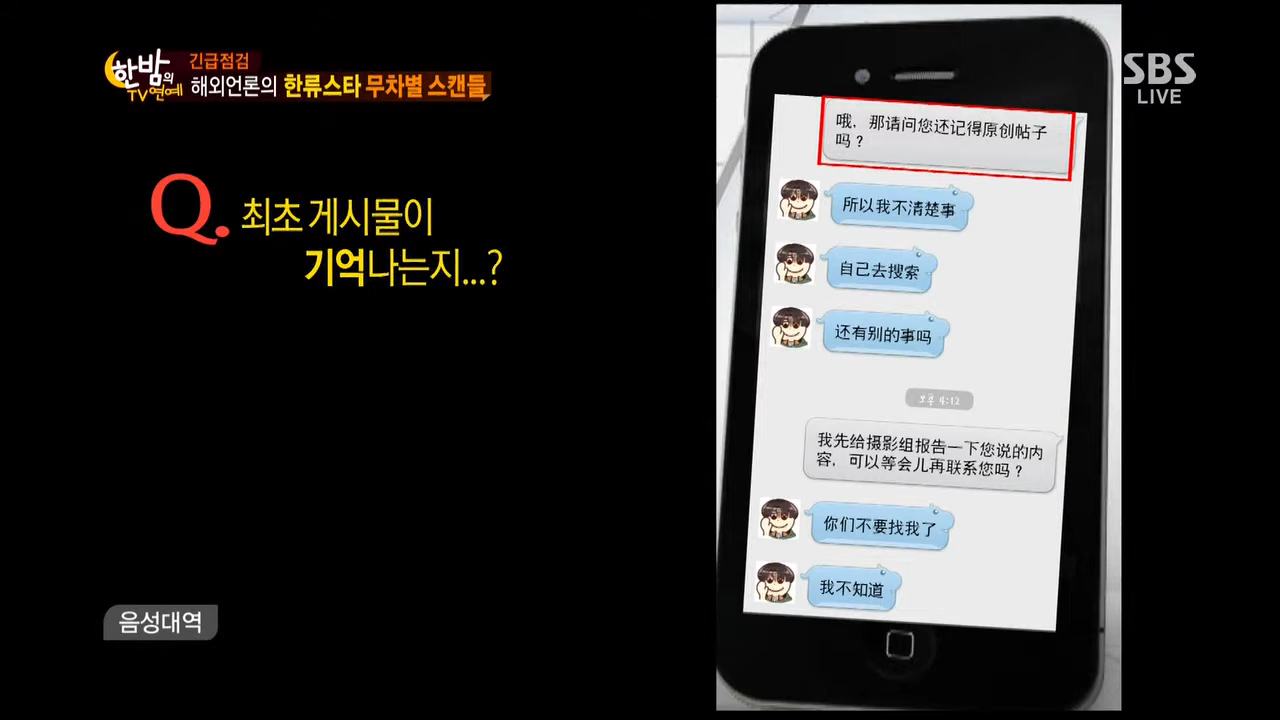 한밤의
TV연예
긴급점검
해외언론의 한류스타 무차별 스캔들
SBS
LIVE
Q. 최초 게시물이
기억나는지...?
哦，那请问您还记得原创帖子
吗？
所以我不清楚事
自己去搜索
还有别的事吗
오후 4:12
我先给摄影组报告一下您说的内
容，可以等会儿再联系您吗？
你们不要找我了
我不知道
음성대역